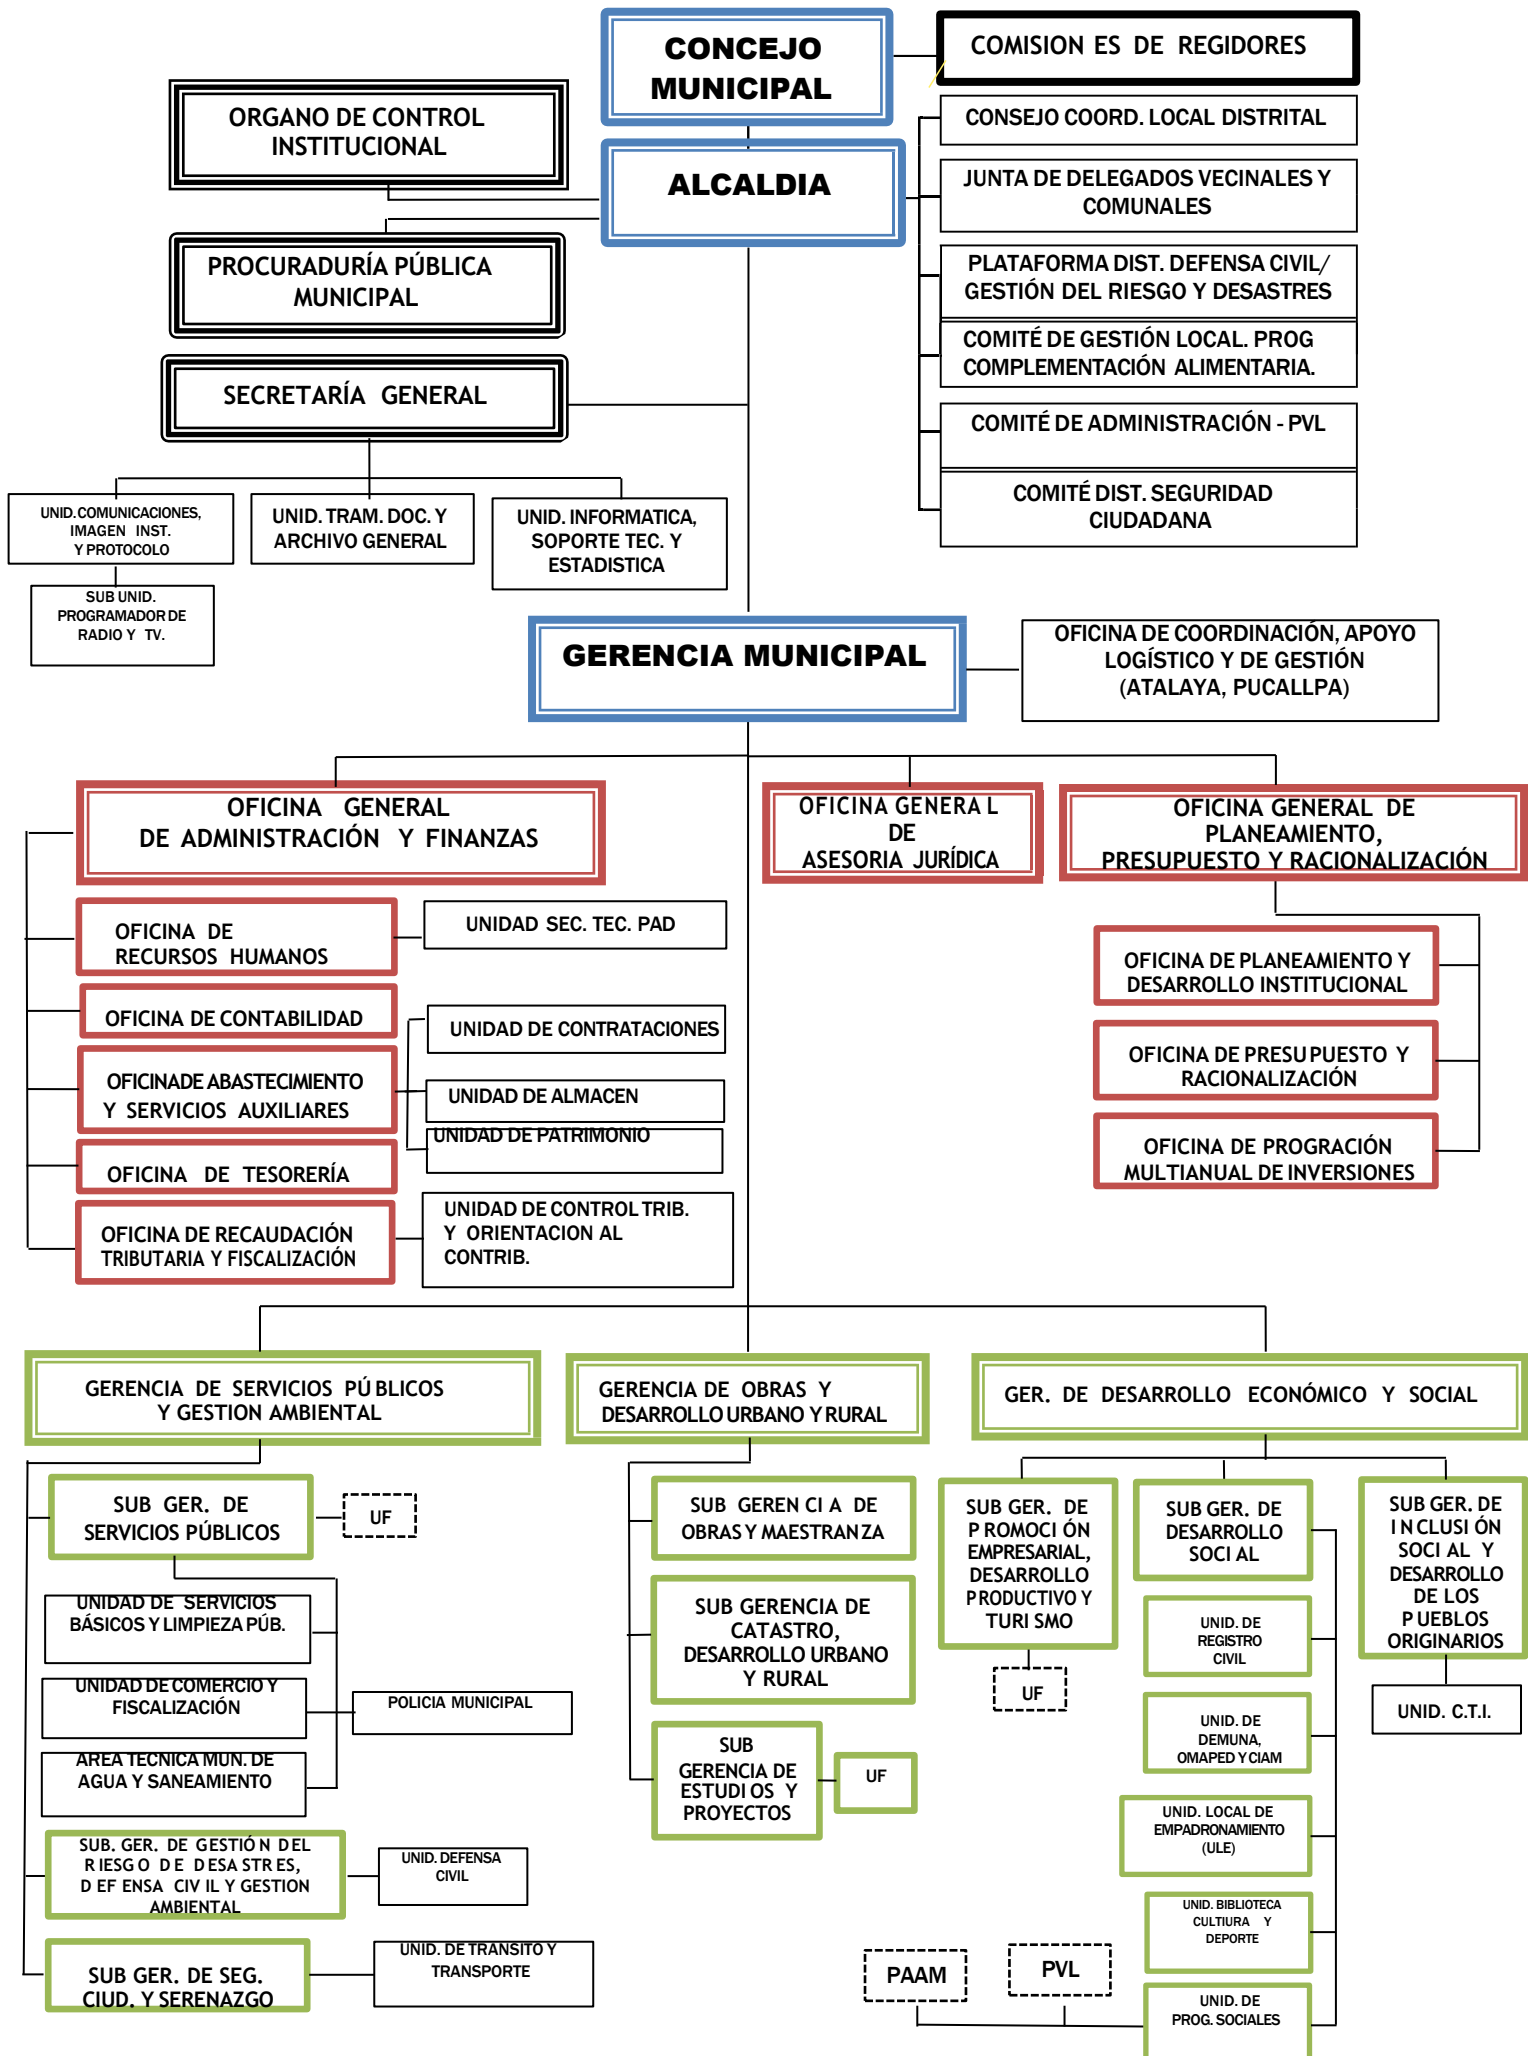 CONCEJO
MUNICIPAL
COMISION ES DE REGIDORES
ORGANO DE CONTROL
INSTITUCIONAL
ALCALDIA
CONSEJO COORD. LOCAL DISTRITAL
JUNTA DE DELEGADOS VECINALES Y
COMUNALES
PROCURADURÍA PÚBLICA
MUNICIPAL
PLATAFORMA DIST. DEFENSA CIVIL/
GESTIÓN DEL RIESGO Y DESASTRES
COMITÉ DE GESTIÓN LOCAL. PROG
COMPLEMENTACIÓN ALIMENTARIA.
SECRETARÍA GENERAL
COMITÉ DE ADMINISTRACIÓN - PVL
COMITÉ DIST. SEGURIDAD
CIUDADANA
UNID. COMUNICACIONES,
IMAGEN INST.
Y PROTOCOLO
UNID. TRAM. DOC. Y
ARCHIVO GENERAL
UNID. INFORMATICA,
SOPORTE TEC. Y
ESTADISTICA
SUB UNID.
PROGRAMADOR DE
RADIO Y TV.
GERENCIA MUNICIPAL
OFICINA DE COORDINACIÓN, APOYO
LOGÍSTICO Y DE GESTIÓN
(ATALAYA, PUCALLPA)
OFICINA GENERAL
DE ADMINISTRACIÓN Y FINANZAS
OFICINA GENERAL
DE
ASESORIA JURÍDICA
OFICINA GENERAL DE
PLANEAMIENTO,
PRESUPUESTO Y RACIONALIZACIÓN
OFICINA DE
RECURSOS HUMANOS
UNIDAD SEC. TEC. PAD
OFICINA DE CONTABILIDAD
OFICINA DE ABASTECIMIENTO
Y SERVICIOS AUXILIARES
UNIDAD DE CONTRATACIONES
UNIDAD DE ALMACEN
UNIDAD DE PATRIMONIO
OFICINA DE TESORERÍA
OFICINA DE RECAUDACIÓN
TRIBUTARIA Y FISCALIZACIÓN
UNIDAD DE CONTROL TRIB.
Y ORIENTACION AL
CONTRIB.
OFICINA DE PLANEAMIENTO Y
DESARROLLO INSTITUCIONAL
OFICINA DE PRESUPUESTO Y
RACIONALIZACIÓN
OFICINA DE PROGRACIÓN
MULTIANUAL DE INVERSIONES
GERENCIA DE SERVICIOS PÚBLICOS
Y GESTION AMBIENTAL
GERENCIA DE OBRAS Y
DESARROLLO URBANO Y RURAL
GER. DE DESARROLLO ECONÓMICO Y SOCIAL
SUB GER. DE
SERVICIOS PÚBLICOS
UF
UNIDAD DE SERVICIOS
BÁSICOS Y LIMPIEZA PÚB.
UNIDAD DE COMERCIO Y
FISCALIZACIÓN
POLICIA MUNICIPAL
AREA TECNICA MUN. DE
AGUA Y SANEAMIENTO
SUB. GER. DE GESTIÓN DEL
RIESGO DE DESASTRES,
DEFENSA CIVIL Y GESTION
AMBIENTAL
UNID. DEFENSA
CIVIL
SUB GER. DE SEG.
CIUD. Y SERENAZGO
UNID. DE TRANSITO Y
TRANSPORTE
SUB GERENCIA DE
OBRAS Y MAESTRANZA
SUB GERENCIA DE
CATASTRO,
DESARROLLO URBANO
Y RURAL
SUB
GERENCIA DE
ESTUDIOS Y
PROYECTOS
UF
SUB GER. DE
PROMOCIÓN
EMPRESARIAL,
DESARROLLO
PRODUCTIVO Y
TURISMO
UF
SUB GER. DE
DESARROLLO
SOCIAL
UNID. DE
REGISTRO
CIVIL
UNID. DE
DEMUNA,
OMAPED Y CIAM
UNID. LOCAL DE
EMPADRONAMIENTO
(ULE)
UNID. BIBLIOTECA
CULTIURA Y
DEPORTE
UNID. DE
PROG. SOCIALES
PAAM
PVL
SUB GER. DE
INCLUSIÓN
SOCIAL Y
DESARROLLO
DE LOS
PUEBLOS
ORIGINARIOS
UNID. C.T.I.